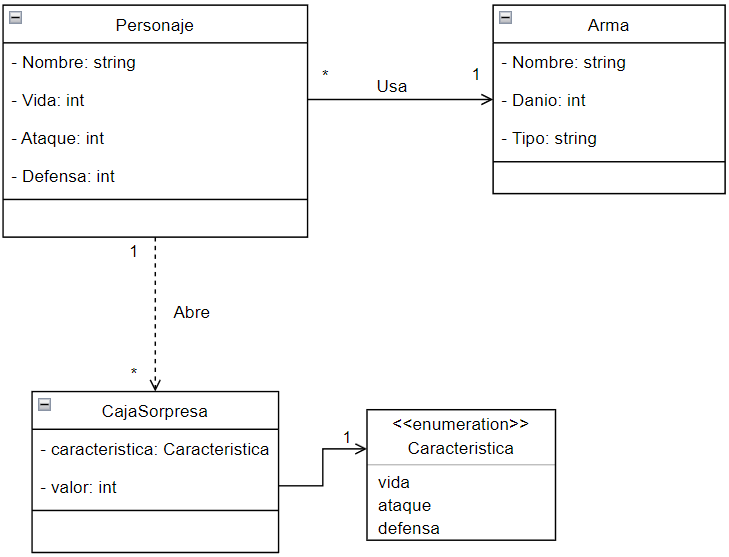 Personaje
- Nombre: string
- Vida: int
- Ataque: int
- Defensa: int
* Usa 1
Arma
- Nombre: string
- Danio: int
- Tipo: string
1
Abre
*
CajaSorpresa
- caracteristica: Caracteristica
- valor: int
1
<<enumeration>>
Caracteristica
vida
ataque
defensa